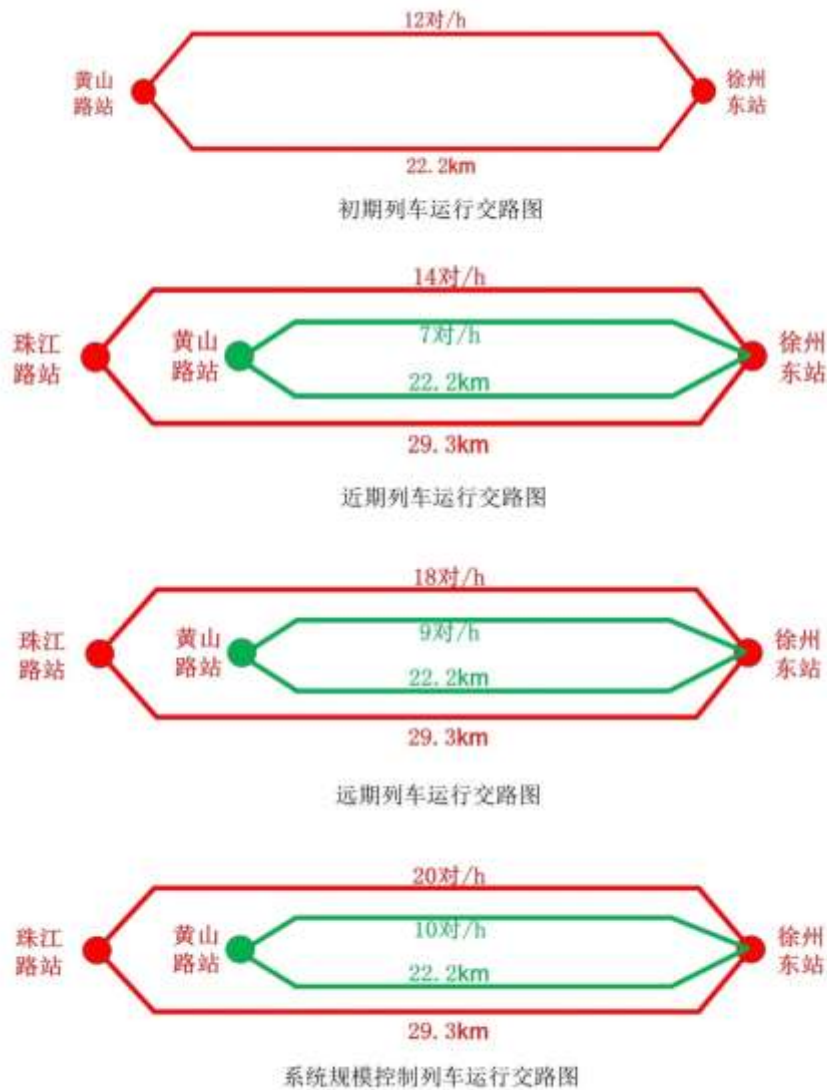 12对/h
黄山
路站
徐州
东站
22.2km
初期列车运行交路图
14对/h
珠江
路站
黄山
路站
7对/h
22.2km
徐州
东站
29.3km
近期列车运行交路图
18对/h
珠江
路站
黄山
路站
9对/h
22.2km
徐州
东站
29.3km
远期列车运行交路图
20对/h
珠江
路站
黄山
路站
10对/h
22.2km
徐州
东站
29.3km
系统规模控制列车运行交路图